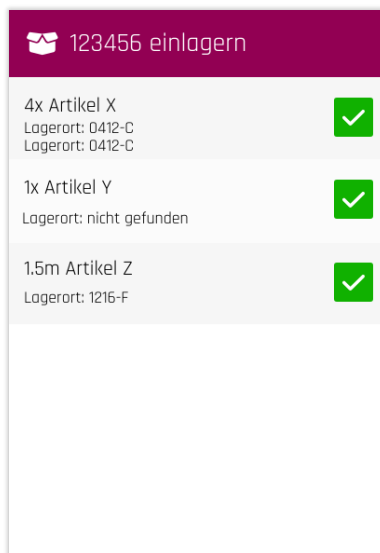 123456 einlagern
4x Artikel X
Lagerort: 0412-C
Lagerort: 0412-C
1x Artikel Y
Lagerort: nicht gefunden
1.5m Artikel Z
Lagerort: 1216-F